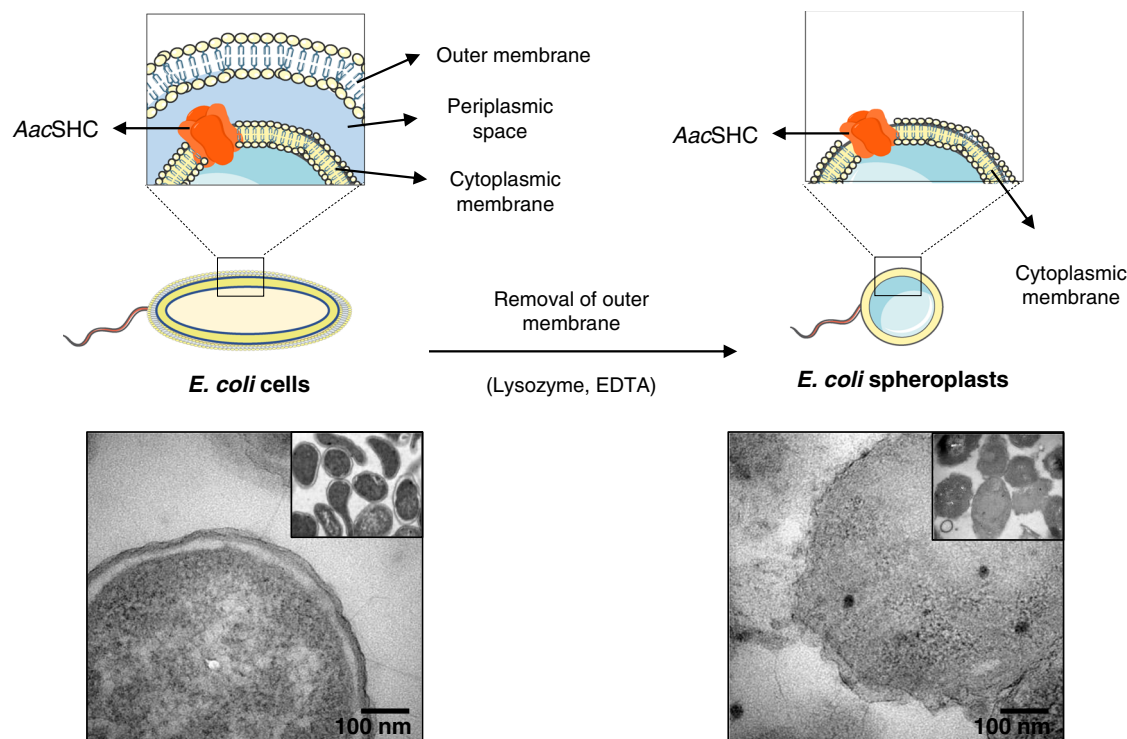 Outer membrane
AacSHC
Periplasmic
space
Cytoplasmic
membrane
AacSHC
Cytoplasmic
membrane
Removal of outer
membrane
(Lysozyme, EDTA)
E. coli cells
E. coli spheroplasts
100 nm
100 nm